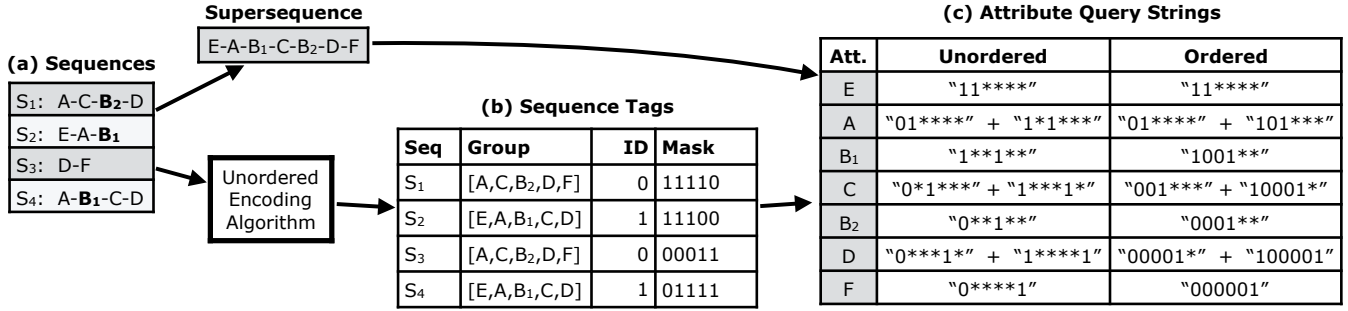 Supersequence
E-A-B₁-C-B₂-D-F
(a) Sequences
S₁: A-C-B₂-D
S₂: E-A-B₁
S₃: D-F
S₄: A-B₁-C-D
Unordered
Encoding
Algorithm
(b) Sequence Tags
Seq Group ID Mask
S₁ [A,C,B₂,D,F] 0 11110
S₂ [E,A,B₁,C,D] 1 11100
S₃ [A,C,B₂,D,F] 0 00011
S₄ [E,A,B₁,C,D] 1 01111
(c) Attribute Query Strings
Att. Unordered Ordered
E “11****” “11****”
A “01****” + “1*1***” “01****” + “101***”
B₁ “1**1**” “1001**”
C “0*1***” + “1***1*” “001***” + “10001*”
B₂ “0**1**” “0001**”
D “0***1*” + “1****1” “00001*” + “100001”
F “0****1” “000001”